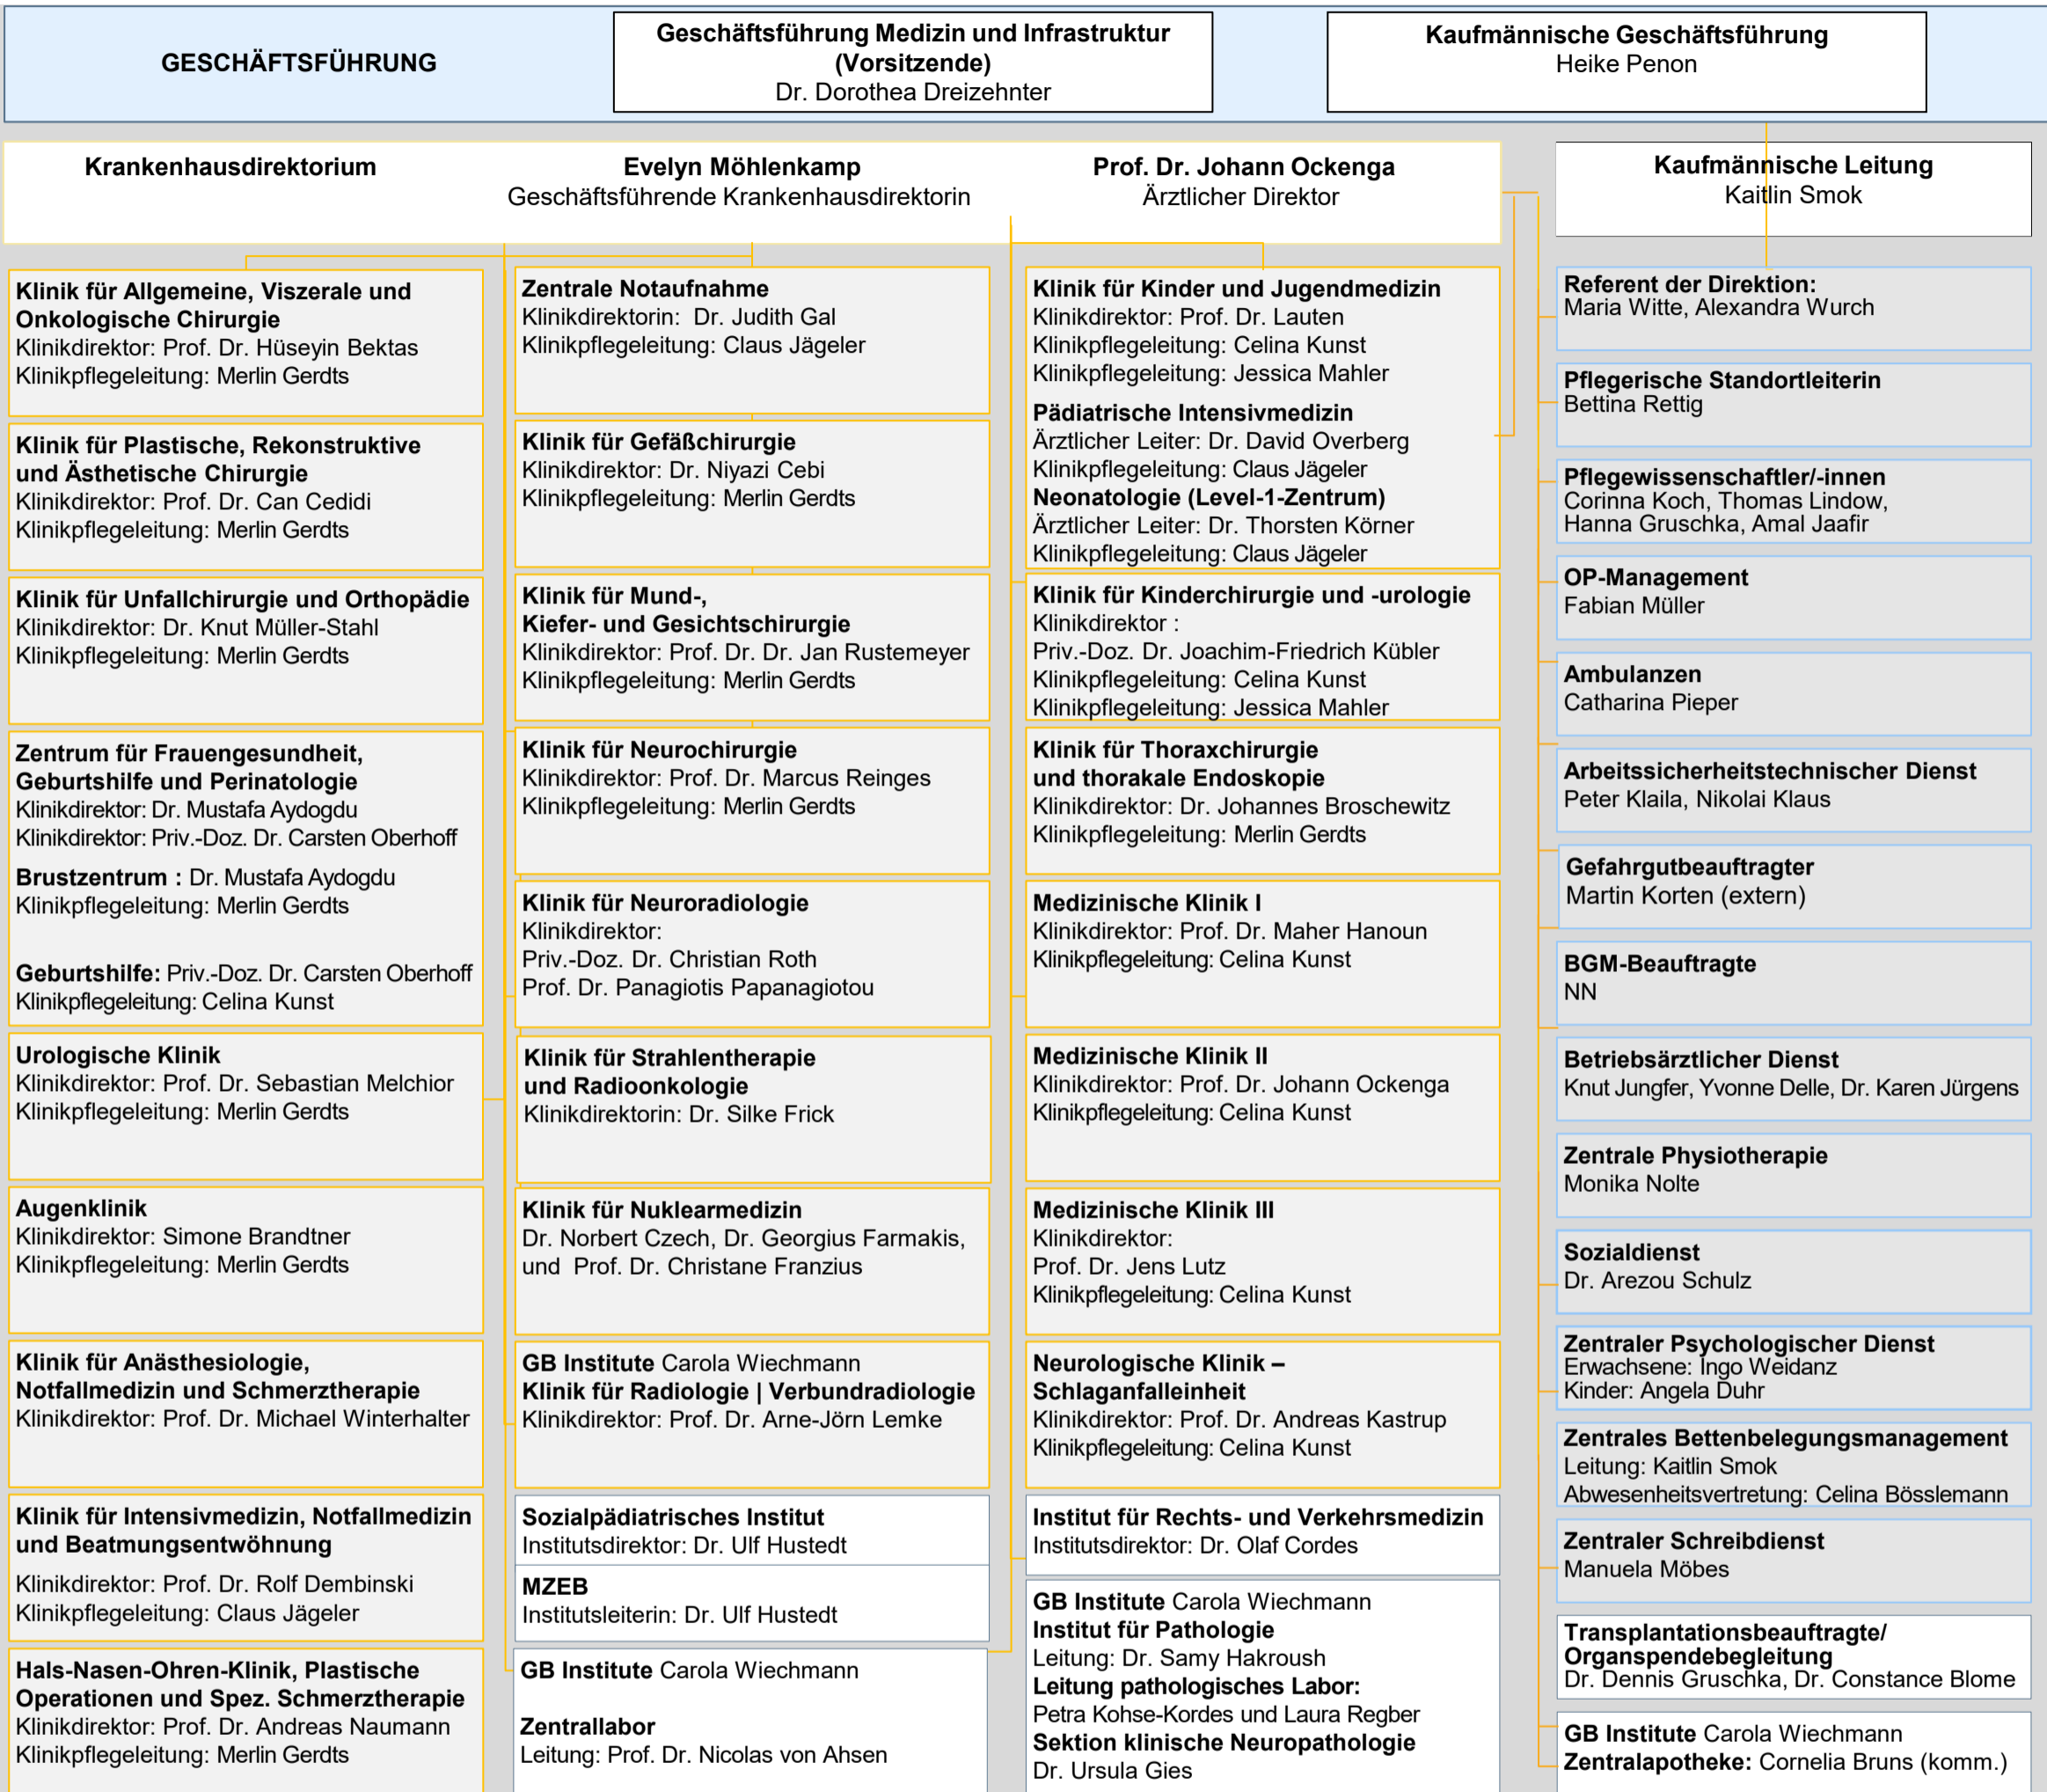 GESCHÄFTSFÜHRUNG
Geschäftsführung Medizin und Infrastruktur
(Vorsitzende)
Dr. Dorothea Dreizehnter
Kaufmännische Geschäftsführung
Heike Penon
Krankenhausdirektorium
Evelyn Möhlenkamp
Geschäftsführende Krankenhausdirektorin
Prof. Dr. Johann Ockenga
Ärztlicher Direktor
Kaufmännische Leitung
Kaitlin Smok
Klinik für Allgemeine, Viszerale und
Onkologische Chirurgie
Klinikdirektor: Prof. Dr. Hüseyin Bektas
Klinikpflegeleitung: Merlin Gerdts
Klinik für Plastische, Rekonstruktive
und Ästhetische Chirurgie
Klinikdirektor: Prof. Dr. Can Cedidi
Klinikpflegeleitung: Merlin Gerdts
Klinik für Unfallchirurgie und Orthopädie
Klinikdirektor: Dr. Knut Müller-Stahl
Klinikpflegeleitung: Merlin Gerdts
Zentrum für Frauengesundheit,
Geburtshilfe und Perinatologie
Klinikdirektor: Dr. Mustafa Aydogdu
Klinikdirektor: Priv.-Doz. Dr. Carsten Oberhoff
Brustzentrum : Dr. Mustafa Aydogdu
Klinikpflegeleitung: Merlin Gerdts
Geburtshilfe: Priv.-Doz. Dr. Carsten Oberhoff
Klinikpflegeleitung: Celina Kunst
Urologische Klinik
Klinikdirektor: Prof. Dr. Sebastian Melchior
Klinikpflegeleitung: Merlin Gerdts
Augenklinik
Klinikdirektor: Simone Brandtner
Klinikpflegeleitung: Merlin Gerdts
Klinik für Anästhesiologie,
Notfallmedizin und Schmerztherapie
Klinikdirektor: Prof. Dr. Michael Winterhalter
Klinik für Intensivmedizin, Notfallmedizin
und Beatmungsentwöhnung
Klinikdirektor: Prof. Dr. Rolf Dembinski
Klinikpflegeleitung: Claus Jägeler
Hals-Nasen-Ohren-Klinik, Plastische
Operationen und Spez. Schmerztherapie
Klinikdirektor: Prof. Dr. Andreas Naumann
Klinikpflegeleitung: Merlin Gerdts
Zentrale Notaufnahme
Klinikdirektorin: Dr. Judith Gal
Klinikpflegeleitung: Claus Jägeler
Klinik für Gefäßchirurgie
Klinikdirektor: Dr. Niyazi Cebi
Klinikpflegeleitung: Merlin Gerdts
Klinik für Mund-,
Kiefer- und Gesichtschirurgie
Klinikdirektor: Prof. Dr. Dr. Jan Rustemeyer
Klinikpflegeleitung: Merlin Gerdts
Klinik für Neurochirurgie
Klinikdirektor: Prof. Dr. Marcus Reinges
Klinikpflegeleitung: Merlin Gerdts
Klinik für Neuroradiologie
Klinikdirektor:
Priv.-Doz. Dr. Christian Roth
Prof. Dr. Panagiotis Papanagiotou
Klinik für Strahlentherapie
und Radioonkologie
Klinikdirektorin: Dr. Silke Frick
Klinik für Nuklearmedizin
Dr. Norbert Czech, Dr. Georgius Farmakis,
und Prof. Dr. Christane Franzius
GB Institute Carola Wiechmann
Klinik für Radiologie | Verbundradiologie
Klinikdirektor: Prof. Dr. Arne-Jörn Lemke
Sozialpädiatrisches Institut
Institutsdirektor: Dr. Ulf Hustedt
MZEB
Institutsleiterin: Dr. Ulf Hustedt
GB Institute Carola Wiechmann
Zentrallabor
Leitung: Prof. Dr. Nicolas von Ahsen
Klinik für Kinder und Jugendmedizin
Klinikdirektor: Prof. Dr. Lauten
Klinikpflegeleitung: Celina Kunst
Klinikpflegeleitung: Jessica Mahler
Pädiatrische Intensivmedizin
Ärztlicher Leiter: Dr. David Overberg
Klinikpflegeleitung: Claus Jägeler
Neonatologie (Level-1-Zentrum)
Ärztlicher Leiter: Dr. Thorsten Körner
Klinikpflegeleitung: Claus Jägeler
Klinik für Kinderchirurgie und -urologie
Klinikdirektor :
Priv.-Doz. Dr. Joachim-Friedrich Kübler
Klinikpflegeleitung: Celina Kunst
Klinikpflegeleitung: Jessica Mahler
Klinik für Thoraxchirurgie
und thorakale Endoskopie
Klinikdirektor: Dr. Johannes Broschewitz
Klinikpflegeleitung: Merlin Gerdts
Medizinische Klinik I
Klinikdirektor: Prof. Dr. Maher Hanoun
Klinikpflegeleitung: Celina Kunst
Medizinische Klinik II
Klinikdirektor: Prof. Dr. Johann Ockenga
Klinikpflegeleitung: Celina Kunst
Medizinische Klinik III
Klinikdirektor:
Prof. Dr. Jens Lutz
Klinikpflegeleitung: Celina Kunst
Neurologische Klinik –
Schlaganfalleinheit
Klinikdirektor: Prof. Dr. Andreas Kastrup
Klinikpflegeleitung: Celina Kunst
Institut für Rechts- und Verkehrsmedizin
Institutsdirektor: Dr. Olaf Cordes
GB Institute Carola Wiechmann
Institut für Pathologie
Leitung: Dr. Samy Hakroush
Leitung pathologisches Labor:
Petra Kohse-Kordes und Laura Regber
Sektion klinische Neuropathologie
Dr. Ursula Gies
Referent der Direktion:
Maria Witte, Alexandra Wurch
Pflegerische Standortleiterin
Bettina Rettig
Pflegewissenschaftler/-innen
Corinna Koch, Thomas Lindow,
Hanna Gruschka, Amal Jaafir
OP-Management
Fabian Müller
Ambulanzen
Catharina Pieper
Arbeitssicherheitstechnischer Dienst
Peter Klaila, Nikolai Klaus
Gefahrgutbeauftragter
Martin Korten (extern)
BGM-Beauftragte
NN
Betriebsärztlicher Dienst
Knut Jungfer, Yvonne Delle, Dr. Karen Jürgens
Zentrale Physiotherapie
Monika Nolte
Sozialdienst
Dr. Arezou Schulz
Zentraler Psychologischer Dienst
Erwachsene: Ingo Weidanz
Kinder: Angela Duhr
Zentrales Bettenbelegungsmanagement
Leitung: Kaitlin Smok
Abwesenheitsvertretung: Celina Bösslemann
Zentraler Schreibdienst
Manuela Möbes
Transplantationsbeauftragte/
Organspendebegleitung
Dr. Dennis Gruschka, Dr. Constance Blome
GB Institute Carola Wiechmann
Zentralapotheke: Cornelia Bruns (komm.)